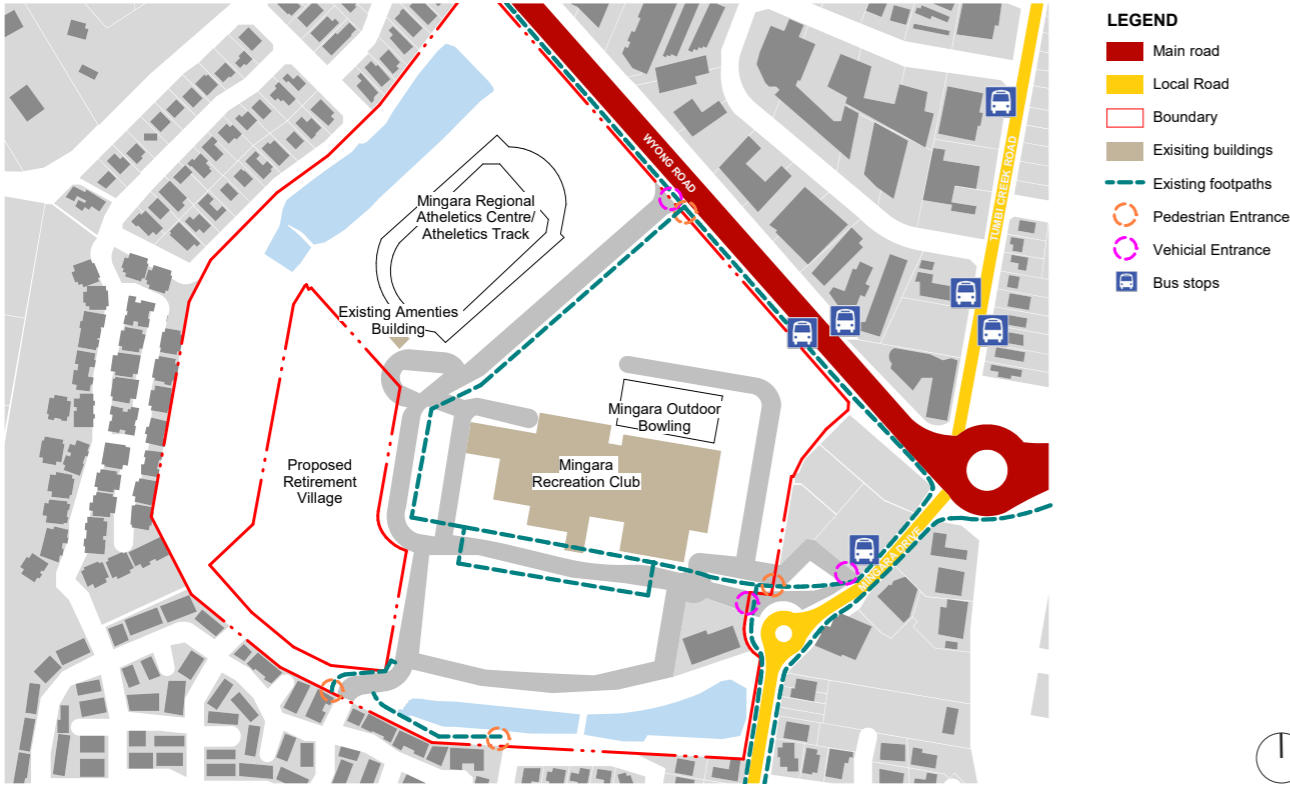 LEGEND
Main road
Local Road
Boundary
Exisiting buildings
Existing footpaths
Pedestrian Entrance
Vehicial Entrance
Bus stops
WYONG ROAD
TUMBI CREEK ROAD
Mingara Regional
Atheletics Centre/
Atheletics Track
Existing Amenties
Building
Mingara Outdoor
Bowling
Mingara
Recreation Club
Proposed
Retirement
Village
MINGARA DRIVE